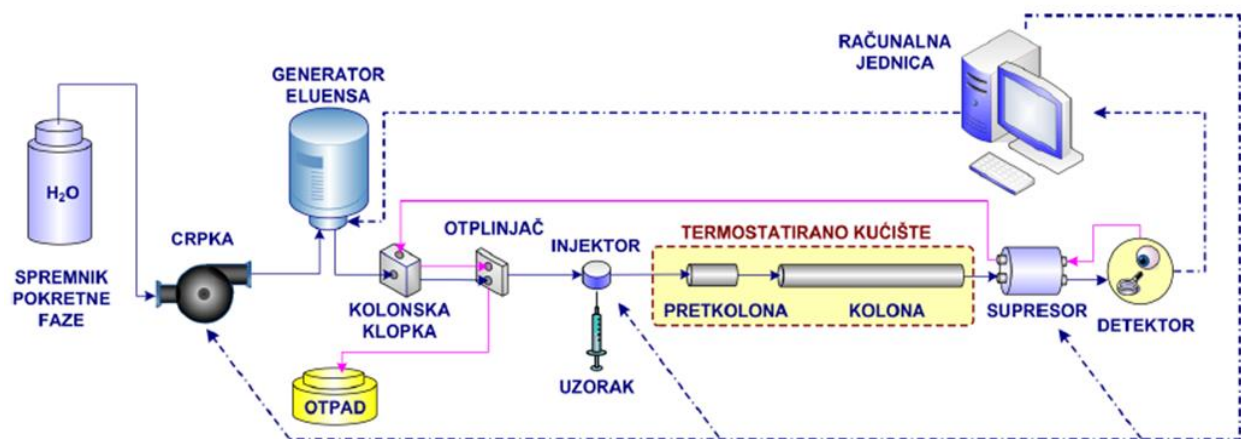 RAČUNALNA
JEDNICA
GENERATOR
ELUENSA
H₂O
CRPKA
OTPLINJAČ
INJEKTOR
TERMOSTATIRANO KUĆIŠTE
SPREMNIK
POKRETNE
FAZE
KOLONSKA
KLOPKA
PRETKOLONA
KOLONA
SUPRESOR
DETEKTOR
UZORAK
OTPAD